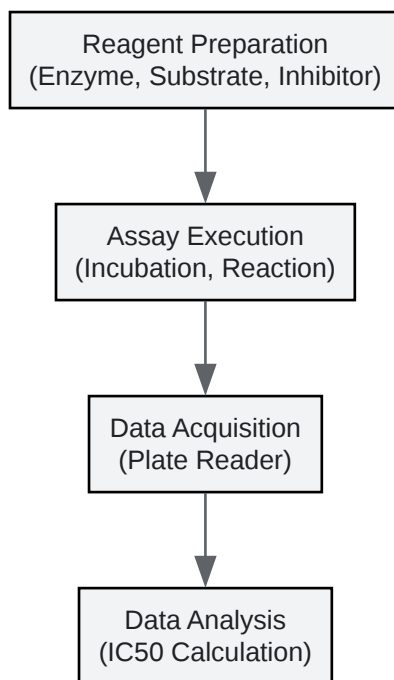 Reagent Preparation
(Enzyme, Substrate, Inhibitor)
Assay Execution
(Incubation, Reaction)
Data Acquisition
(Plate Reader)
Data Analysis
(IC50 Calculation)